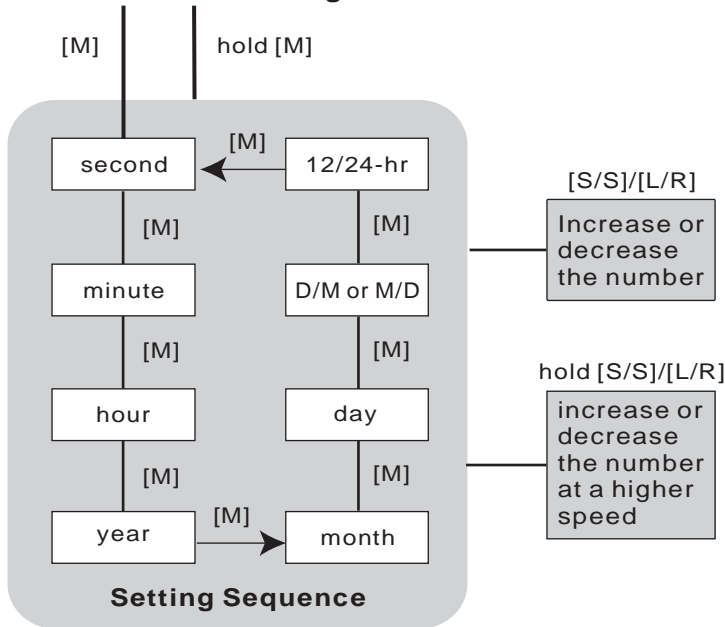 [M]
hold [M]
second
[M]
12/24-hr
[M]
[M]
minute
D/M or M/D
[M]
[M]
hour
day
[M]
[M]
year
[M]
month
Setting Sequence
[S/S]/[L/R]
Increase or
decrease
the number
hold [S/S]/[L/R]
increase or
decrease
the number
at a higher
speed